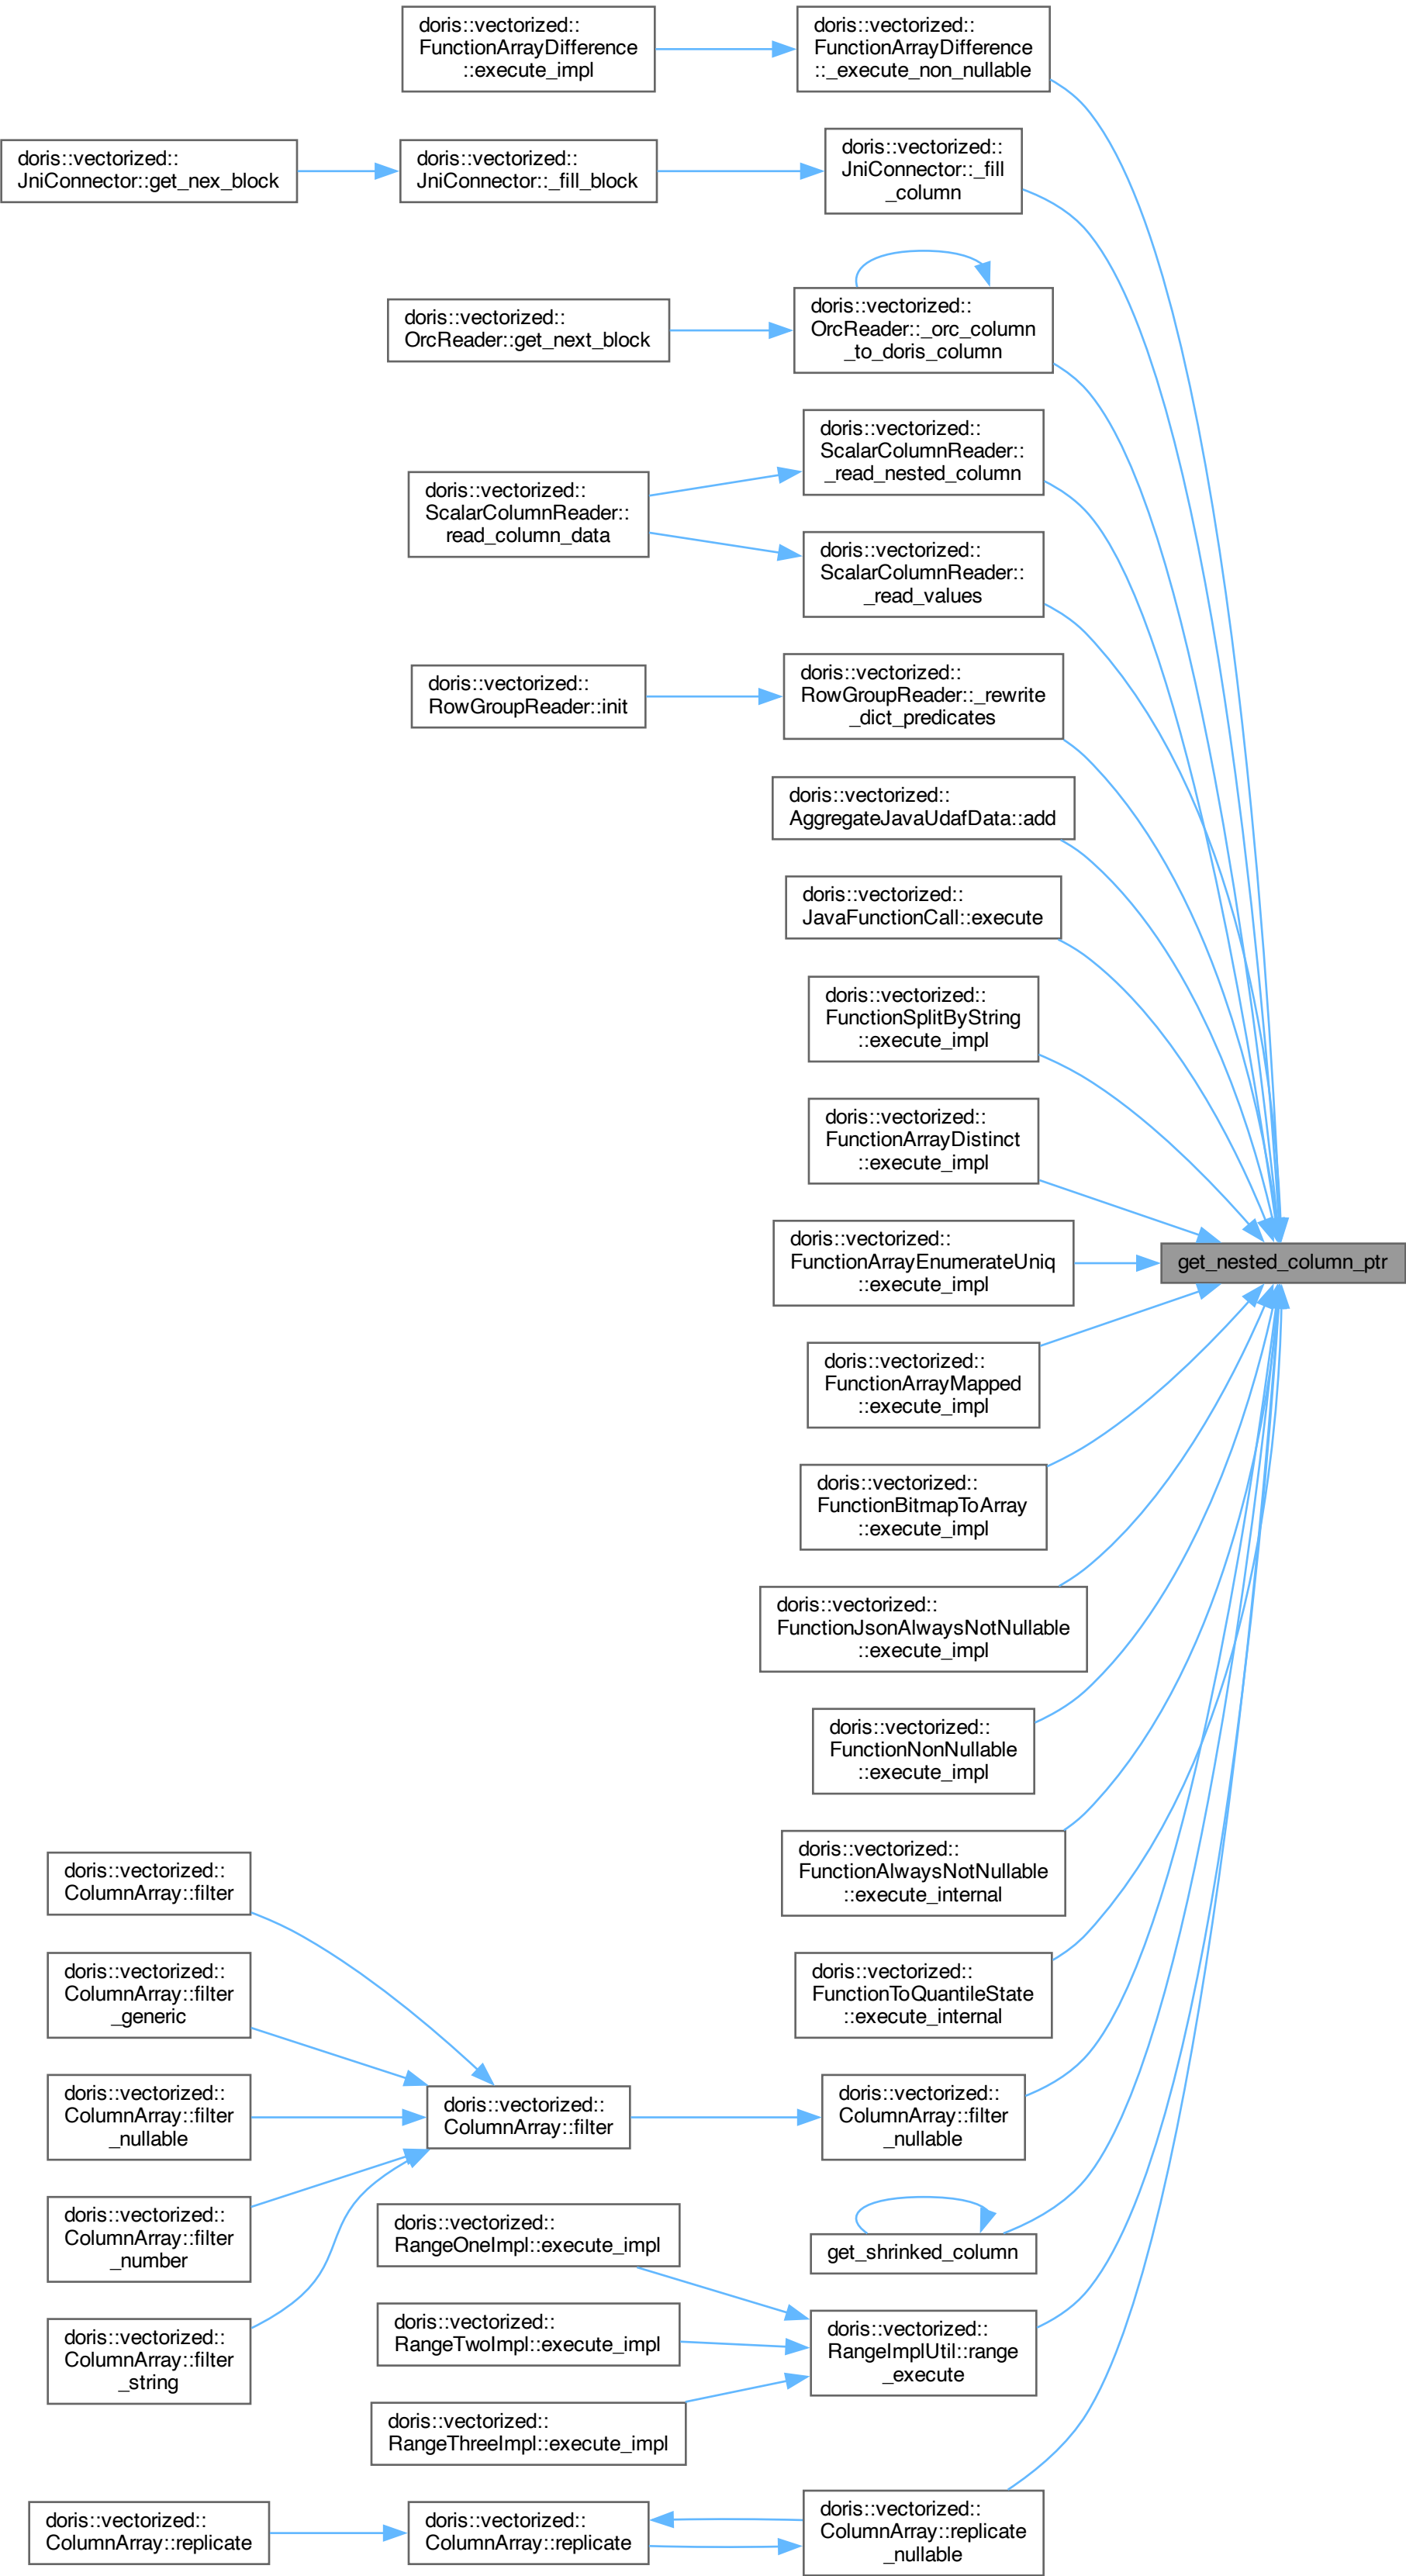 doris::vectorized::
FunctionArrayDifference
::execute_impl
doris::vectorized::
FunctionArrayDifference
::_execute_non_nullable
doris::vectorized::
JniConnector::get_nex_block
doris::vectorized::
JniConnector::_fill_block
doris::vectorized::
JniConnector::_fill
_column
doris::vectorized::
OrcReader::get_next_block
doris::vectorized::
OrcReader::_orc_column
_to_doris_column
doris::vectorized::
ScalarColumnReader::
_read_nested_column
doris::vectorized::
ScalarColumnReader::
read_column_data
doris::vectorized::
ScalarColumnReader::
_read_values
doris::vectorized::
RowGroupReader::init
doris::vectorized::
RowGroupReader::_rewrite
_dict_predicates
doris::vectorized::
AggregateJavaUdafData::add
doris::vectorized::
JavaFunctionCall::execute
doris::vectorized::
FunctionSplitByString
::execute_impl
doris::vectorized::
FunctionArrayDistinct
::execute_impl
doris::vectorized::
FunctionArrayEnumerateUniq
::execute_impl
get_nested_column_ptr
doris::vectorized::
FunctionArrayMapped
::execute_impl
doris::vectorized::
FunctionBitmapToArray
::execute_impl
doris::vectorized::
FunctionJsonAlwaysNotNullable
::execute_impl
doris::vectorized::
FunctionNonNullable
::execute_impl
doris::vectorized::
FunctionAlwaysNotNullable
::execute_internal
doris::vectorized::
ColumnArray::filter
doris::vectorized::
ColumnArray::filter
_generic
doris::vectorized::
FunctionToQuantileState
::execute_internal
doris::vectorized::
ColumnArray::filter
_nullable
doris::vectorized::
ColumnArray::filter
doris::vectorized::
ColumnArray::filter
_nullable
doris::vectorized::
ColumnArray::filter
_number
doris::vectorized::
RangeOneImpl::execute_impl
get_shrinked_column
doris::vectorized::
ColumnArray::filter
_string
doris::vectorized::
RangeTwoImpl::execute_impl
doris::vectorized::
RangeImplUtil::range
_execute
doris::vectorized::
RangeThreeImpl::execute_impl
doris::vectorized::
ColumnArray::replicate
doris::vectorized::
ColumnArray::replicate
doris::vectorized::
ColumnArray::replicate
_nullable